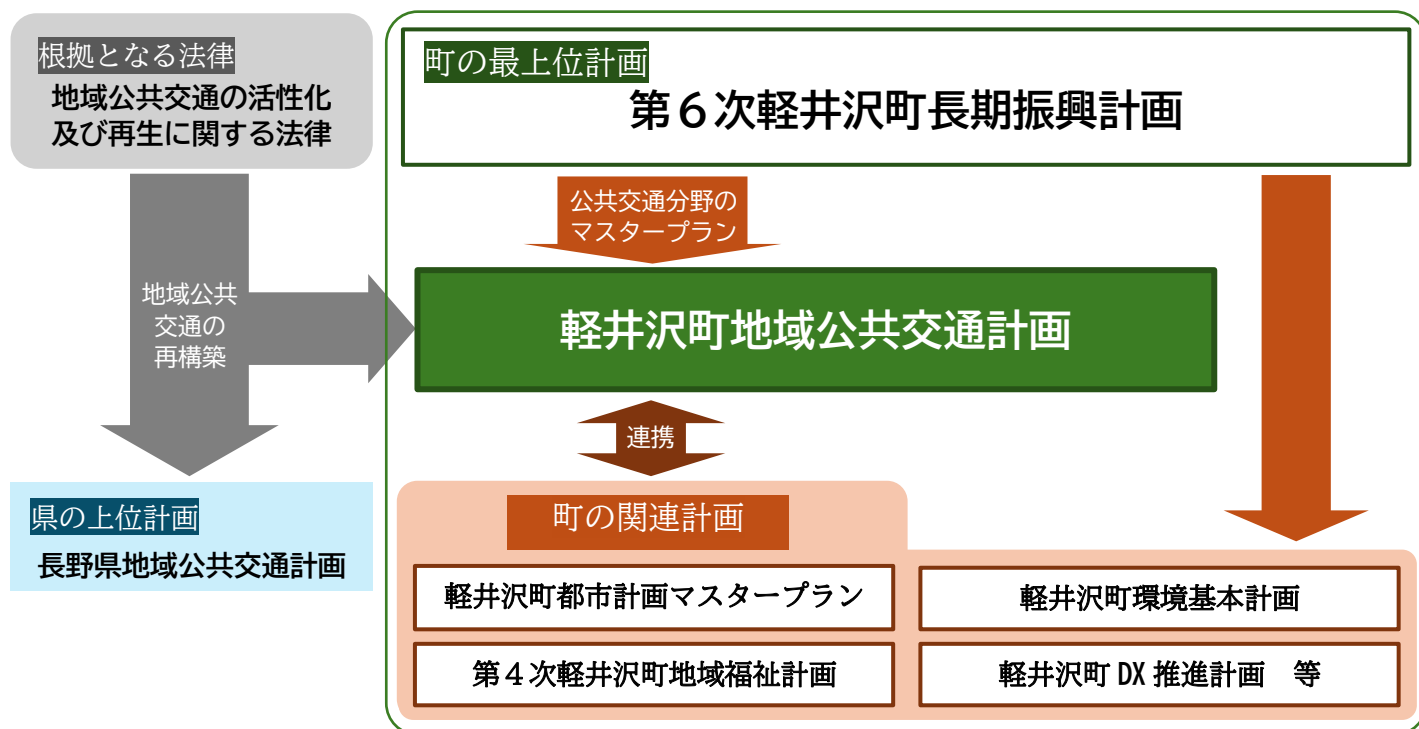 根拠となる法律
地域公共交通の活性化
及び再生に関する法律
町の最上位計画
第６次軽井沢町長期振興計画
公共交通分野の
マスタープラン
地域公共
交通の
再構築
軽井沢町地域公共交通計画
連携
県の上位計画
長野県地域公共交通計画
町の関連計画
軽井沢町都市計画マスタープラン
軽井沢町環境基本計画
第４次軽井沢町地域福祉計画
軽井沢町 DX 推進計画　等